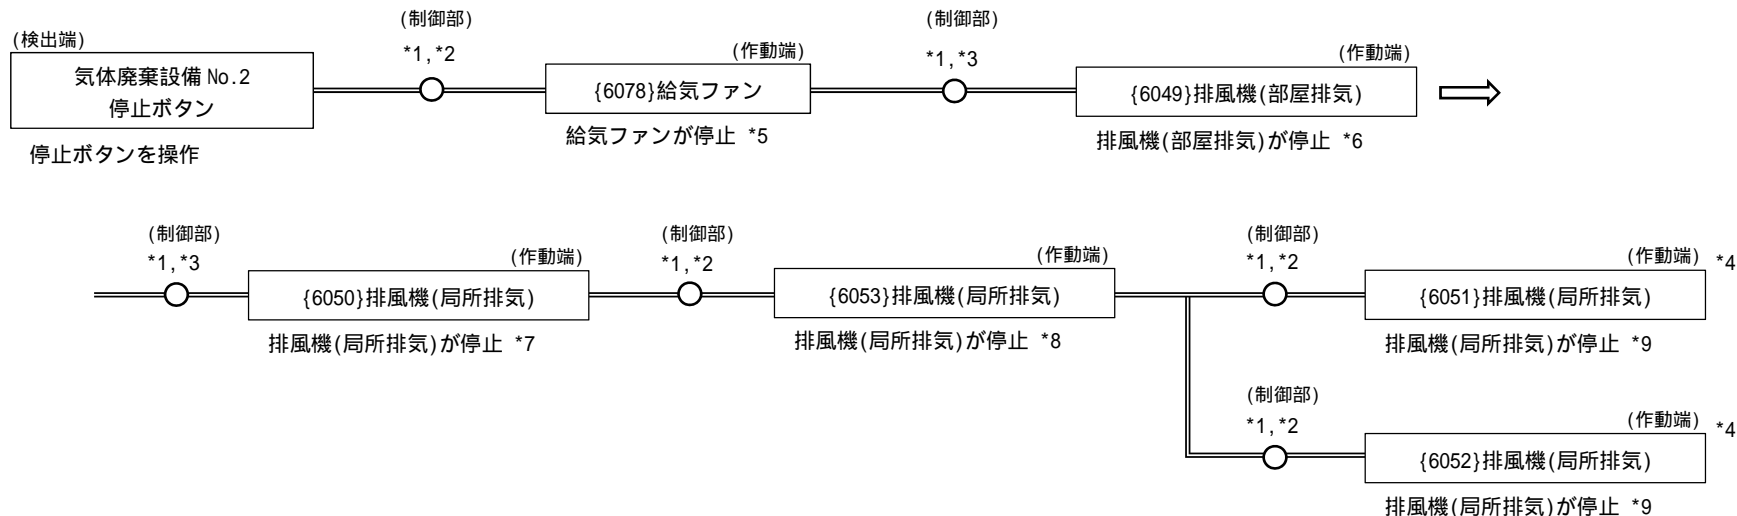 (検出端)
気体廃棄設備 No.2
停止ボタン
停止ボタンを操作
(制御部)
*1,*2
(作動端)
{6078}給気ファン
給気ファンが停止 *5
(制御部)
*1,*3
(作動端)
{6049}排風機(部屋排気)
排風機(部屋排気)が停止 *6
(制御部)
*1,*3
(作動端)
{6050}排風機(局所排気)
排風機(局所排気)が停止 *7
(制御部)
*1,*2
(作動端)
{6053}排風機(局所排気)
排風機(局所排気)が停止 *8
(制御部)
*1,*2
(作動端) *4
{6051}排風機(局所排気)
排風機(局所排気)が停止 *9
(制御部)
*1,*2
(作動端) *4
{6052}排風機(局所排気)
排風機(局所排気)が停止 *9